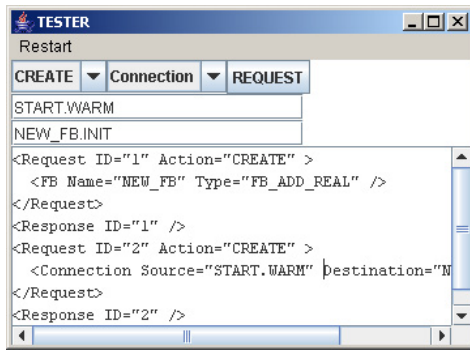 TESTER
Restart
CREATE Connection REQUEST
START.WARM
NEW_FB.INIT
<Request ID="1" Action="CREATE" >
<FB Name="NEW_FB" Type="FB_ADD_REAL" />
</Request>
<Response ID="1" />
<Request ID="2" Action="CREATE" >
<Connection Source="START.WARM" Destination="N
</Request>
<Response ID="2" />